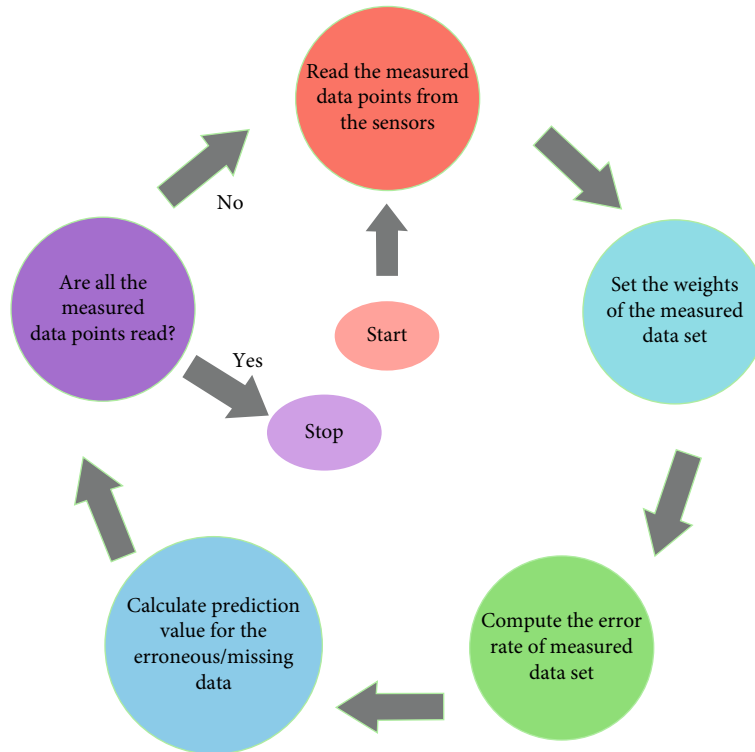 Read the measured
data points from
the sensors
Set the weights
of the measured
data set
Compute the error
rate of measured
data set
Calculate prediction
value for the
erroneous/missing
data
Are all the
measured
data points read?
No
Yes
Start
Stop